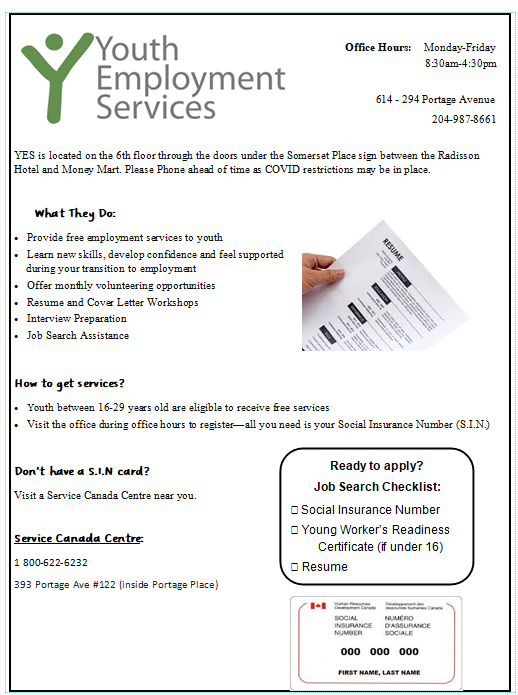 Youth
Employment
Services
Office Hours: Monday-Friday
8:30am-4:30pm
614 - 294 Portage Avenue
204-987-8661
YES is located on the 6th floor through the doors under the Somerset Place sign between the Radisson
Hotel and Money Mart. Please Phone ahead of time as COVID restrictions may be in place.
What They Do:
• Provide free employment services to youth
• Learn new skills, develop confidence and feel supported
during your transition to employment
• Offer monthly volunteering opportunities
• Resume and Cover Letter Workshops
• Interview Preparation
• Job Search Assistance
RESUME
How to get services?
• Youth between 16-29 years old are eligible to receive free services
• Visit the office during office hours to register—all you need is your Social Insurance Number (S.I.N.)
Don't have a S.I.N card?
Visit a Service Canada Centre near you.
Service Canada Centre:
1 800-622-6232
393 Portage Ave #122 (inside Portage Place)
Ready to apply?
Job Search Checklist:
□ Social Insurance Number
□ Young Worker's Readiness
Certificate (if under 16)
□ Resume
Human Resources
Development Canada
Développement des
ressources humaines Canada
SOCIAL
INSURANCE
NUMBER
NUMÉRO
D'ASSURANCE
SOCIALE
000 000 000
FIRST NAME, LAST NAME